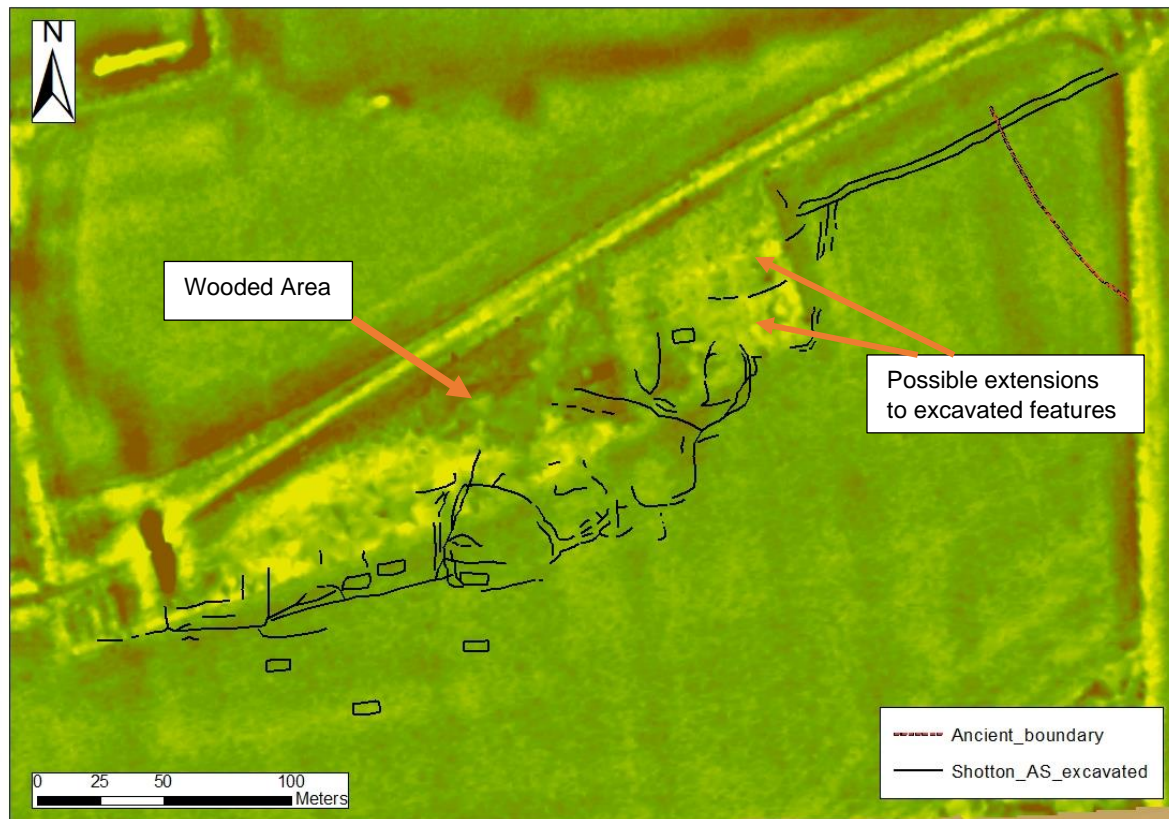 N
Wooded Area
Possible extensions
to excavated features
Ancient_boundary
Shotton_AS_excavated
0 25 50 100
Meters